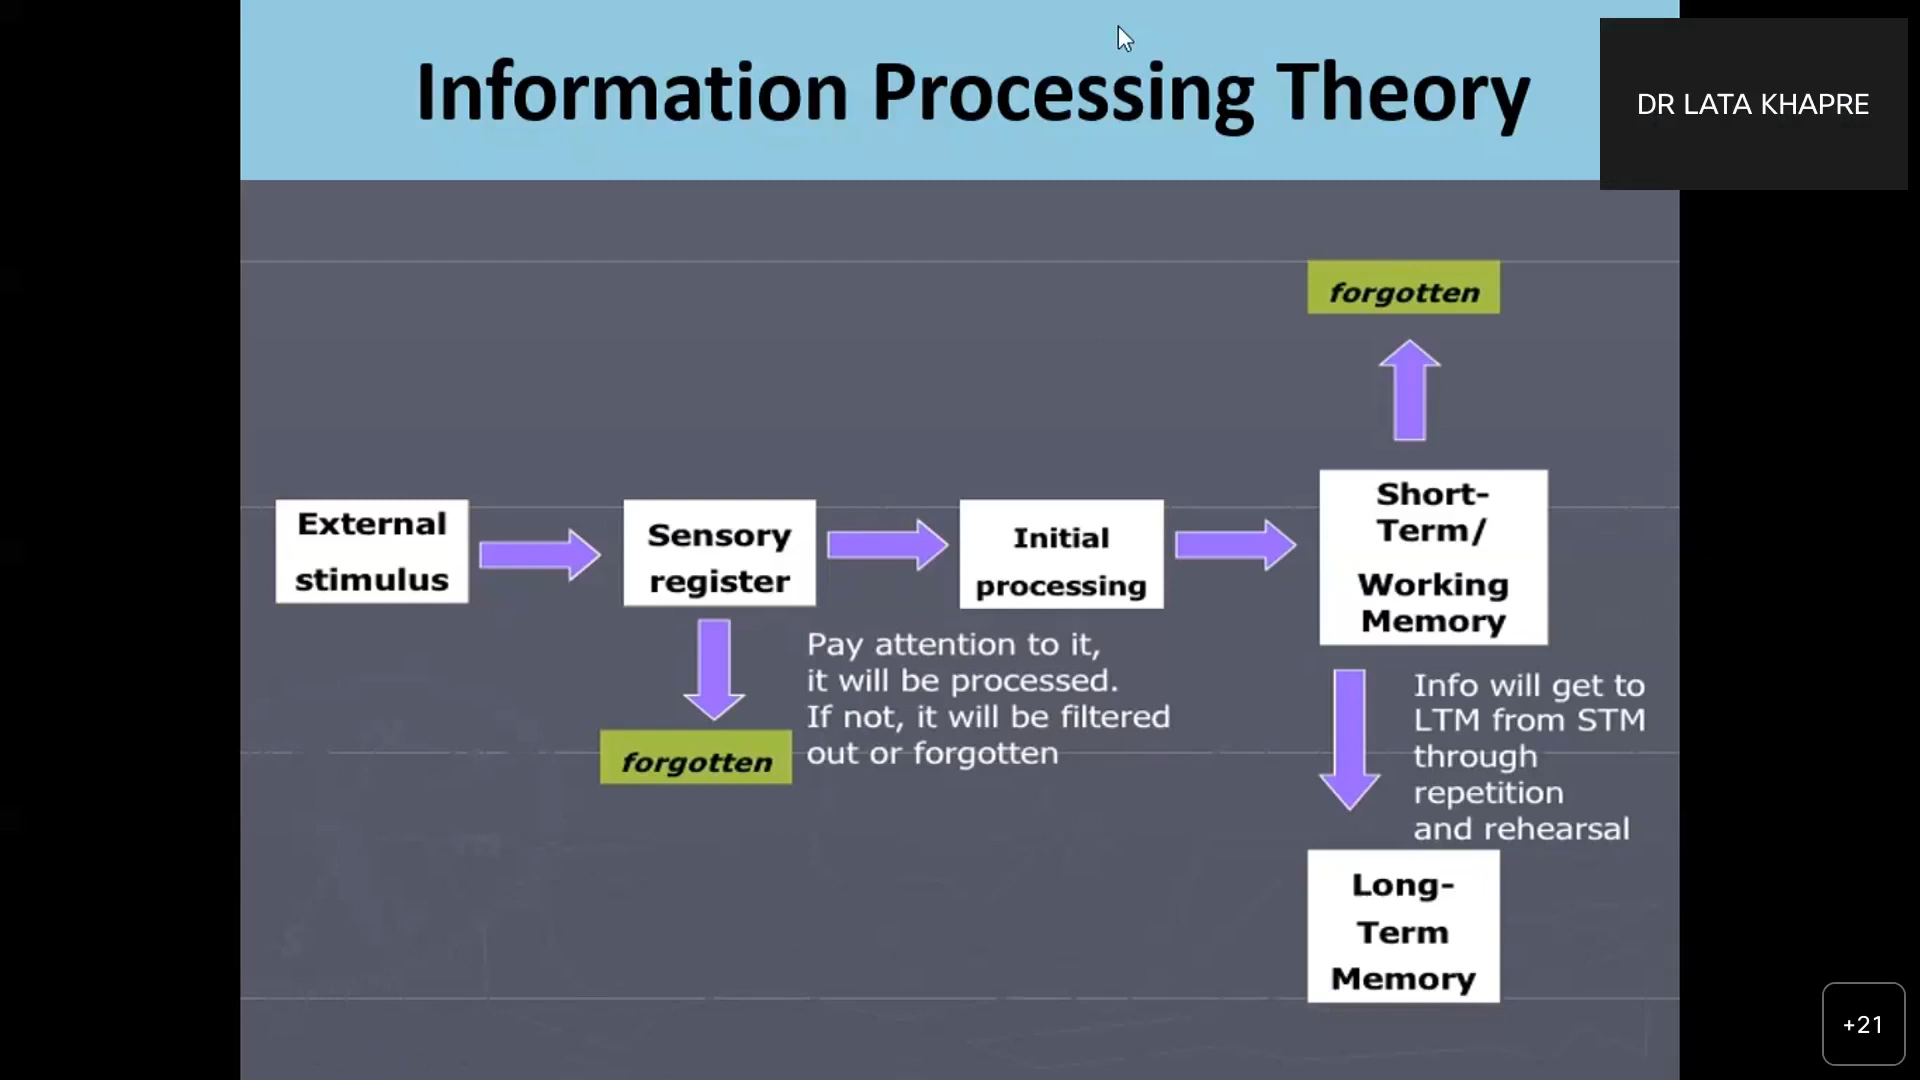 Information Processing Theory
DR LATA KHAPRE
forgotten
External
stimulus
Sensory
register
Initial
processing
Short-
Term/
Working
Memory
Pay attention to it,
it will be processed.
If not, it will be filtered
out or forgotten
forgotten
Info will get to
LTM from STM
through
repetition
and rehearsal
Long-
Term
Memory
+21